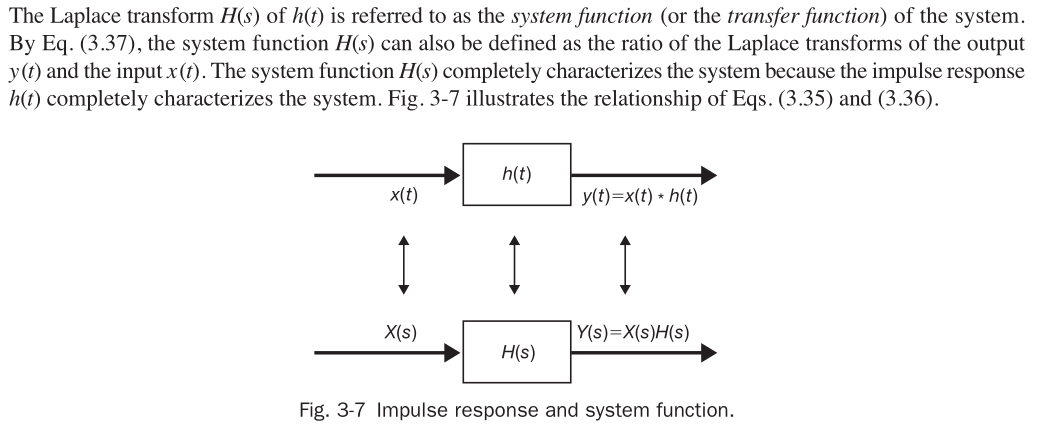 The Laplace transform H(s) of h(t) is referred to as the system function (or the transfer function) of the system.
By Eq. (3.37), the system function H(s) can also be defined as the ratio of the Laplace transforms of the output
y(t) and the input x(t). The system function H(s) completely characterizes the system because the impulse response
h(t) completely characterizes the system. Fig. 3-7 illustrates the relationship of Eqs. (3.35) and (3.36).
h(t)
x(t)
y(t)=x(t) * h(t)
X(s)
Y(s)=X(s)H(s)
H(s)
Fig. 3-7 Impulse response and system function.